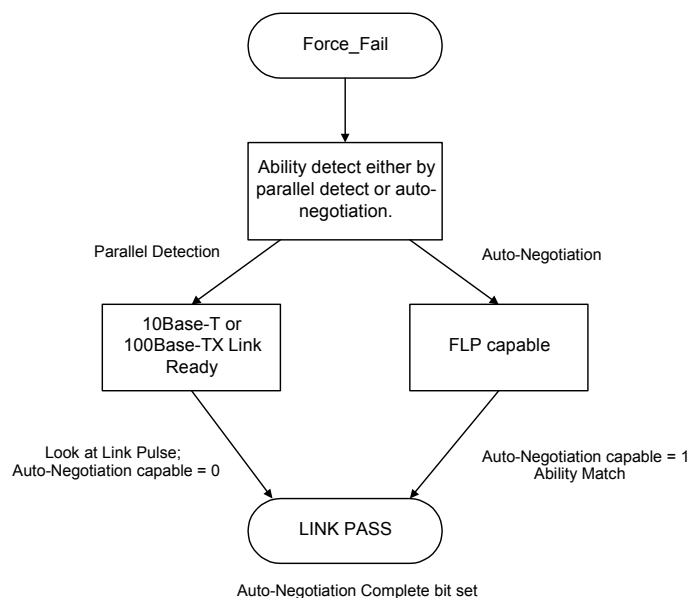 Force_Fail
Ability detect either by
parallel detect or auto-
negotiation.
Parallel Detection
Auto-Negotiation
10Base-T or
100Base-TX Link
Ready
FLP capable
Look at Link Pulse;
Auto-Negotiation capable = 0
Auto-Negotiation capable = 1
Ability Match
LINK PASS
Auto-Negotiation Complete bit set